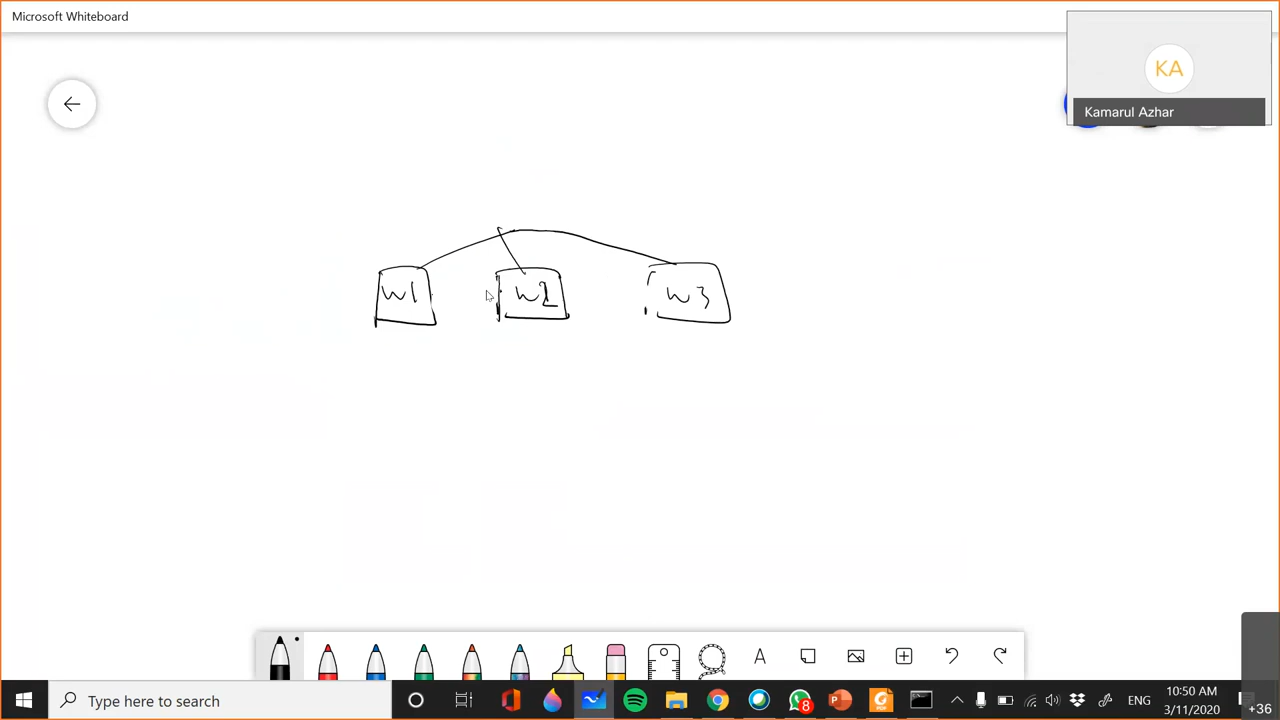 Microsoft Whiteboard
KA
Kamarul Azhar
W1
W2
W3
A
Type here to search
8
ENG
10:50 AM
3/11/2020
+36